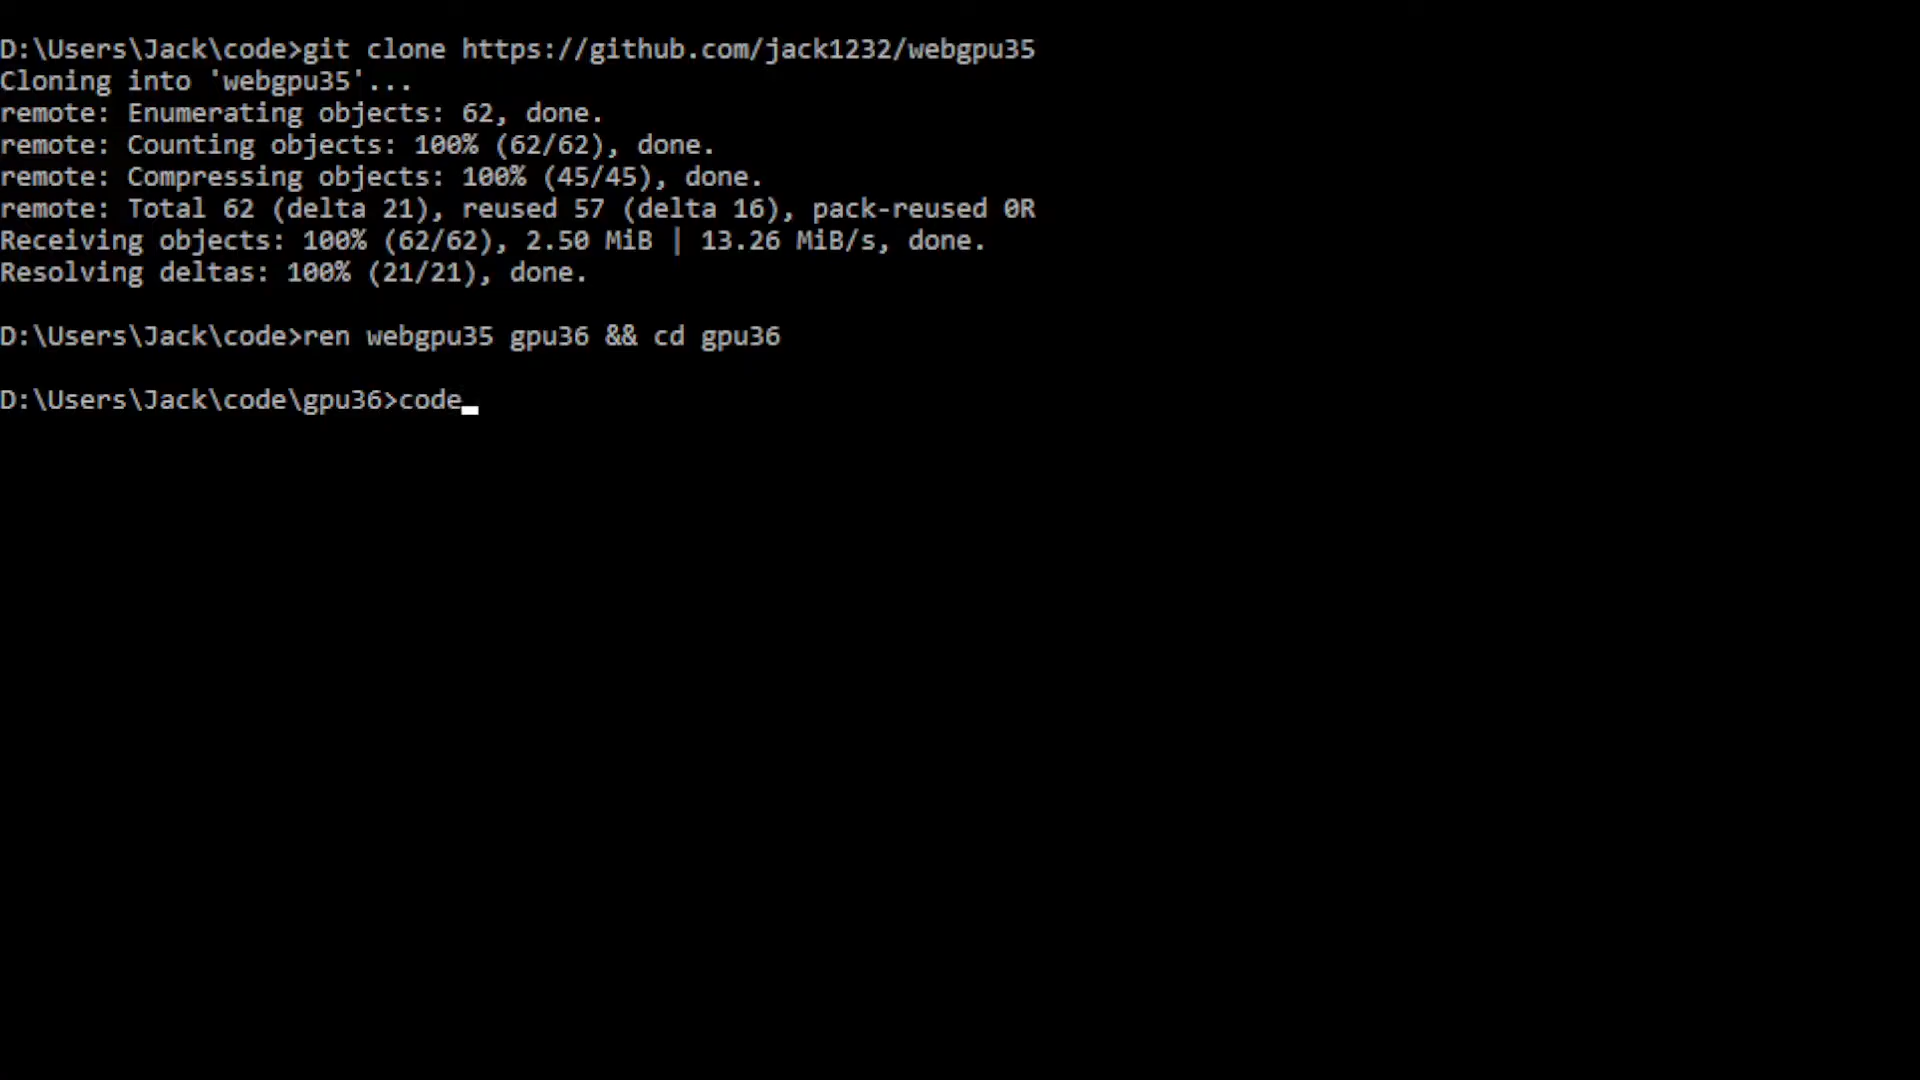 D:\Users\Jack\code>git clone https://github.com/jack1232/webgpu35
Cloning into 'webgpu35'...
remote: Enumerating objects: 62, done.
remote: Counting objects: 100% (62/62), done.
remote: Compressing objects: 100% (45/45), done.
remote: Total 62 (delta 21), reused 57 (delta 16), pack-reused 0R
Receiving objects: 100% (62/62), 2.50 MiB | 13.26 MiB/s, done.
Resolving deltas: 100% (21/21), done.
D:\Users\Jack\code>ren webgpu35 gpu36 && cd gpu36
D:\Users\Jack\code\gpu36>code